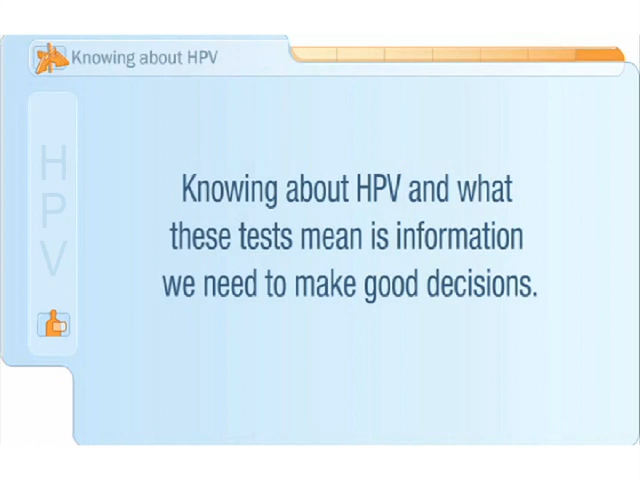 Knowing about HPV
H
P
V
Knowing about HPV and what
these tests mean is information
we need to make good decisions.